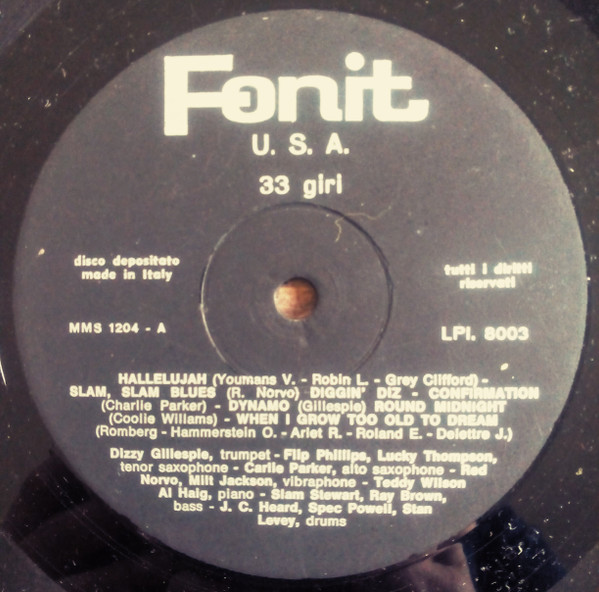 Fonit
U. S. A.
33 giri
disco depositato
made in Italy
tutti i diritti
riservati
MMS 1204 - A
LPI. 8003
HALLELUJAH (Youmans V. - Robin L. - Grey Clifford) -
SLAM, SLAM BLUES (R. Norvo) DIGGIN' DIZ - CONFIRMATION
(Charlie Parker) - DYNAMO (Gillespie) ROUND MIDNIGHT
(Coolie Williams) - WHEN I GROW TOO OLD TO DREAM
(Romberg - Hammerstein O. - Arlet R. - Roland E. - Delettre J.)
Dizzy Gillespie, trumpet - Flip Phillips, Lucky Thompson,
tenor saxophone - Carlie Parker, alto saxophone - Red
Norvo, Milt Jackson, vibraphone - Teddy Wilson
Al Haig, piano - Slam Stewart, Ray Brown,
bass - J. C. Heard, Spec Powell, Stan
Levey, drums